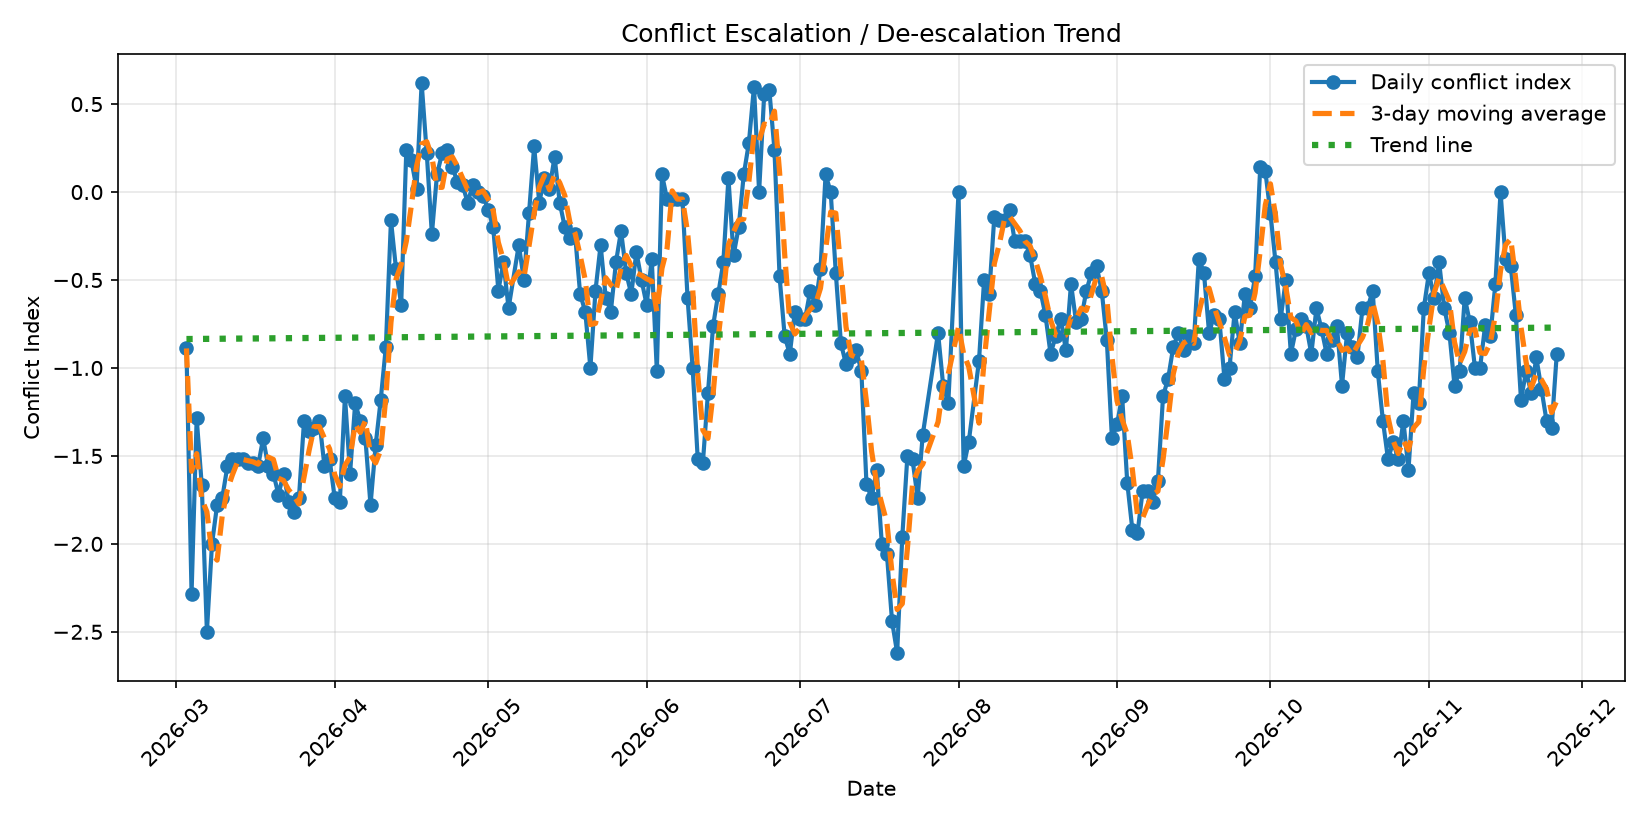 Conflict Escalation / De-escalation Trend
Daily conflict index
3-day moving average
Trend line
Conflict Index
0.5
0.0
−0.5
−1.0
−1.5
−2.0
−2.5
2026-03
2026-04
2026-05
2026-06
2026-07
2026-08
2026-09
2026-10
2026-11
2026-12
Date